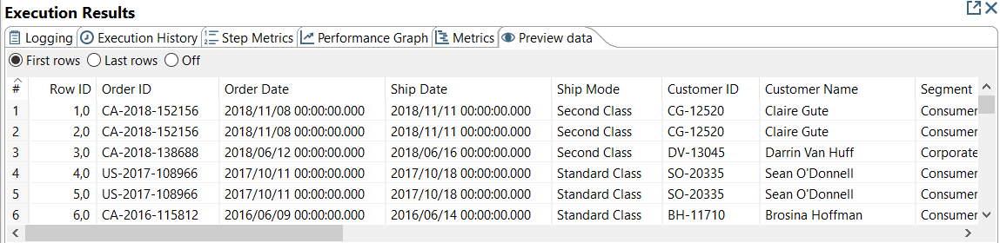 Execution Results
Logging Execution History Step Metrics Performance Graph Metrics Preview data
First rows Last rows Off
# Row ID Order ID Order Date Ship Date Ship Mode Customer ID Customer Name Segment
1 1,0 CA-2018-152156 2018/11/08 00:00:00.000 2018/11/11 00:00:00.000 Second Class CG-12520 Claire Gute Consumer
2 2,0 CA-2018-152156 2018/11/08 00:00:00.000 2018/11/11 00:00:00.000 Second Class CG-12520 Claire Gute Consumer
3 3,0 CA-2018-138688 2018/06/12 00:00:00.000 2018/06/16 00:00:00.000 Second Class DV-13045 Darrin Van Huff Corporate
4 4,0 US-2017-108966 2017/10/11 00:00:00.000 2017/10/18 00:00:00.000 Standard Class SO-20335 Sean O'Donnell Consumer
5 5,0 US-2017-108966 2017/10/11 00:00:00.000 2017/10/18 00:00:00.000 Standard Class SO-20335 Sean O'Donnell Consumer
6 6,0 CA-2016-115812 2016/06/09 00:00:00.000 2016/06/14 00:00:00.000 Standard Class BH-11710 Brosina Hoffman Consumer